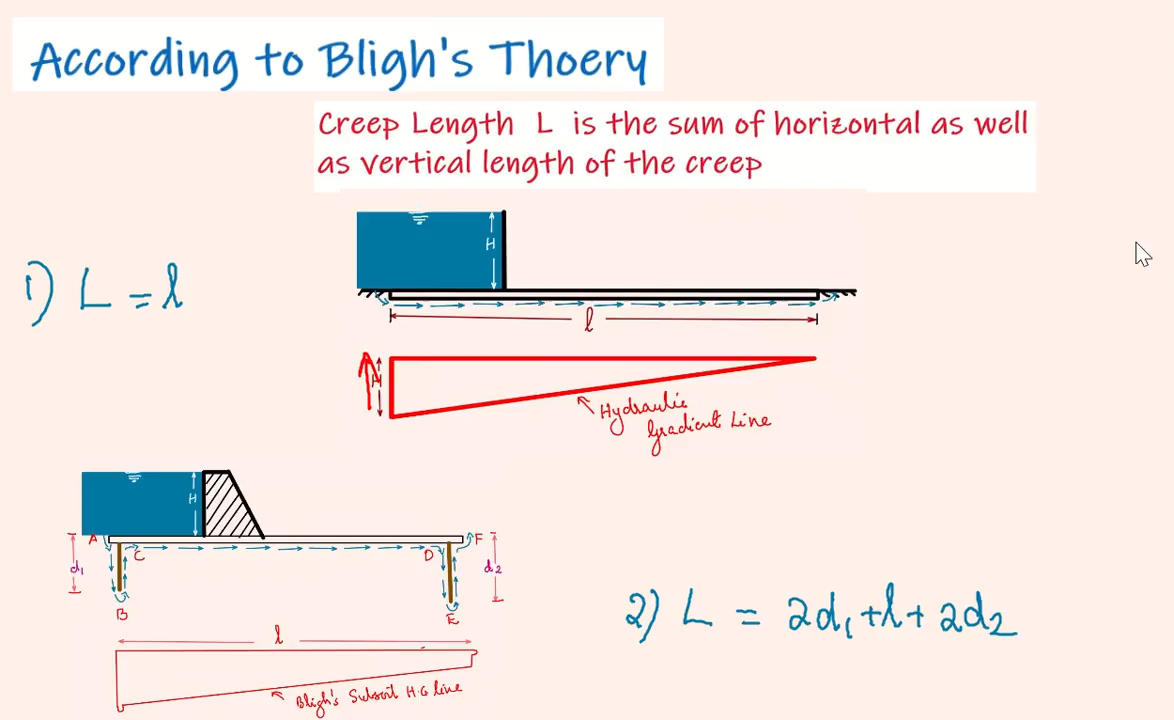 According to Bligh's Thoery
Creep Length L is the sum of horizontal as well
as vertical length of the creep
H
1) L = l
l
H
Hydraulic
Gradient Line
H
A
F
C
D
d1
d2
B
E
2) L = 2d1 + l + 2d2
l
Bligh's Subsoil H.G line